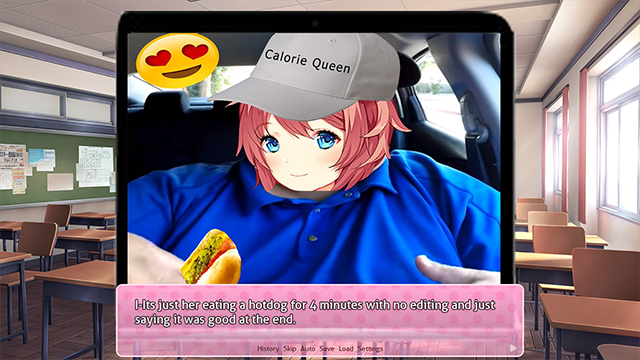 Calorie Queen
I-Its just her eating a hotdog for 4 minutes with no editing and just
saying it was good at the end.
History Skip Auto Save Load Settings